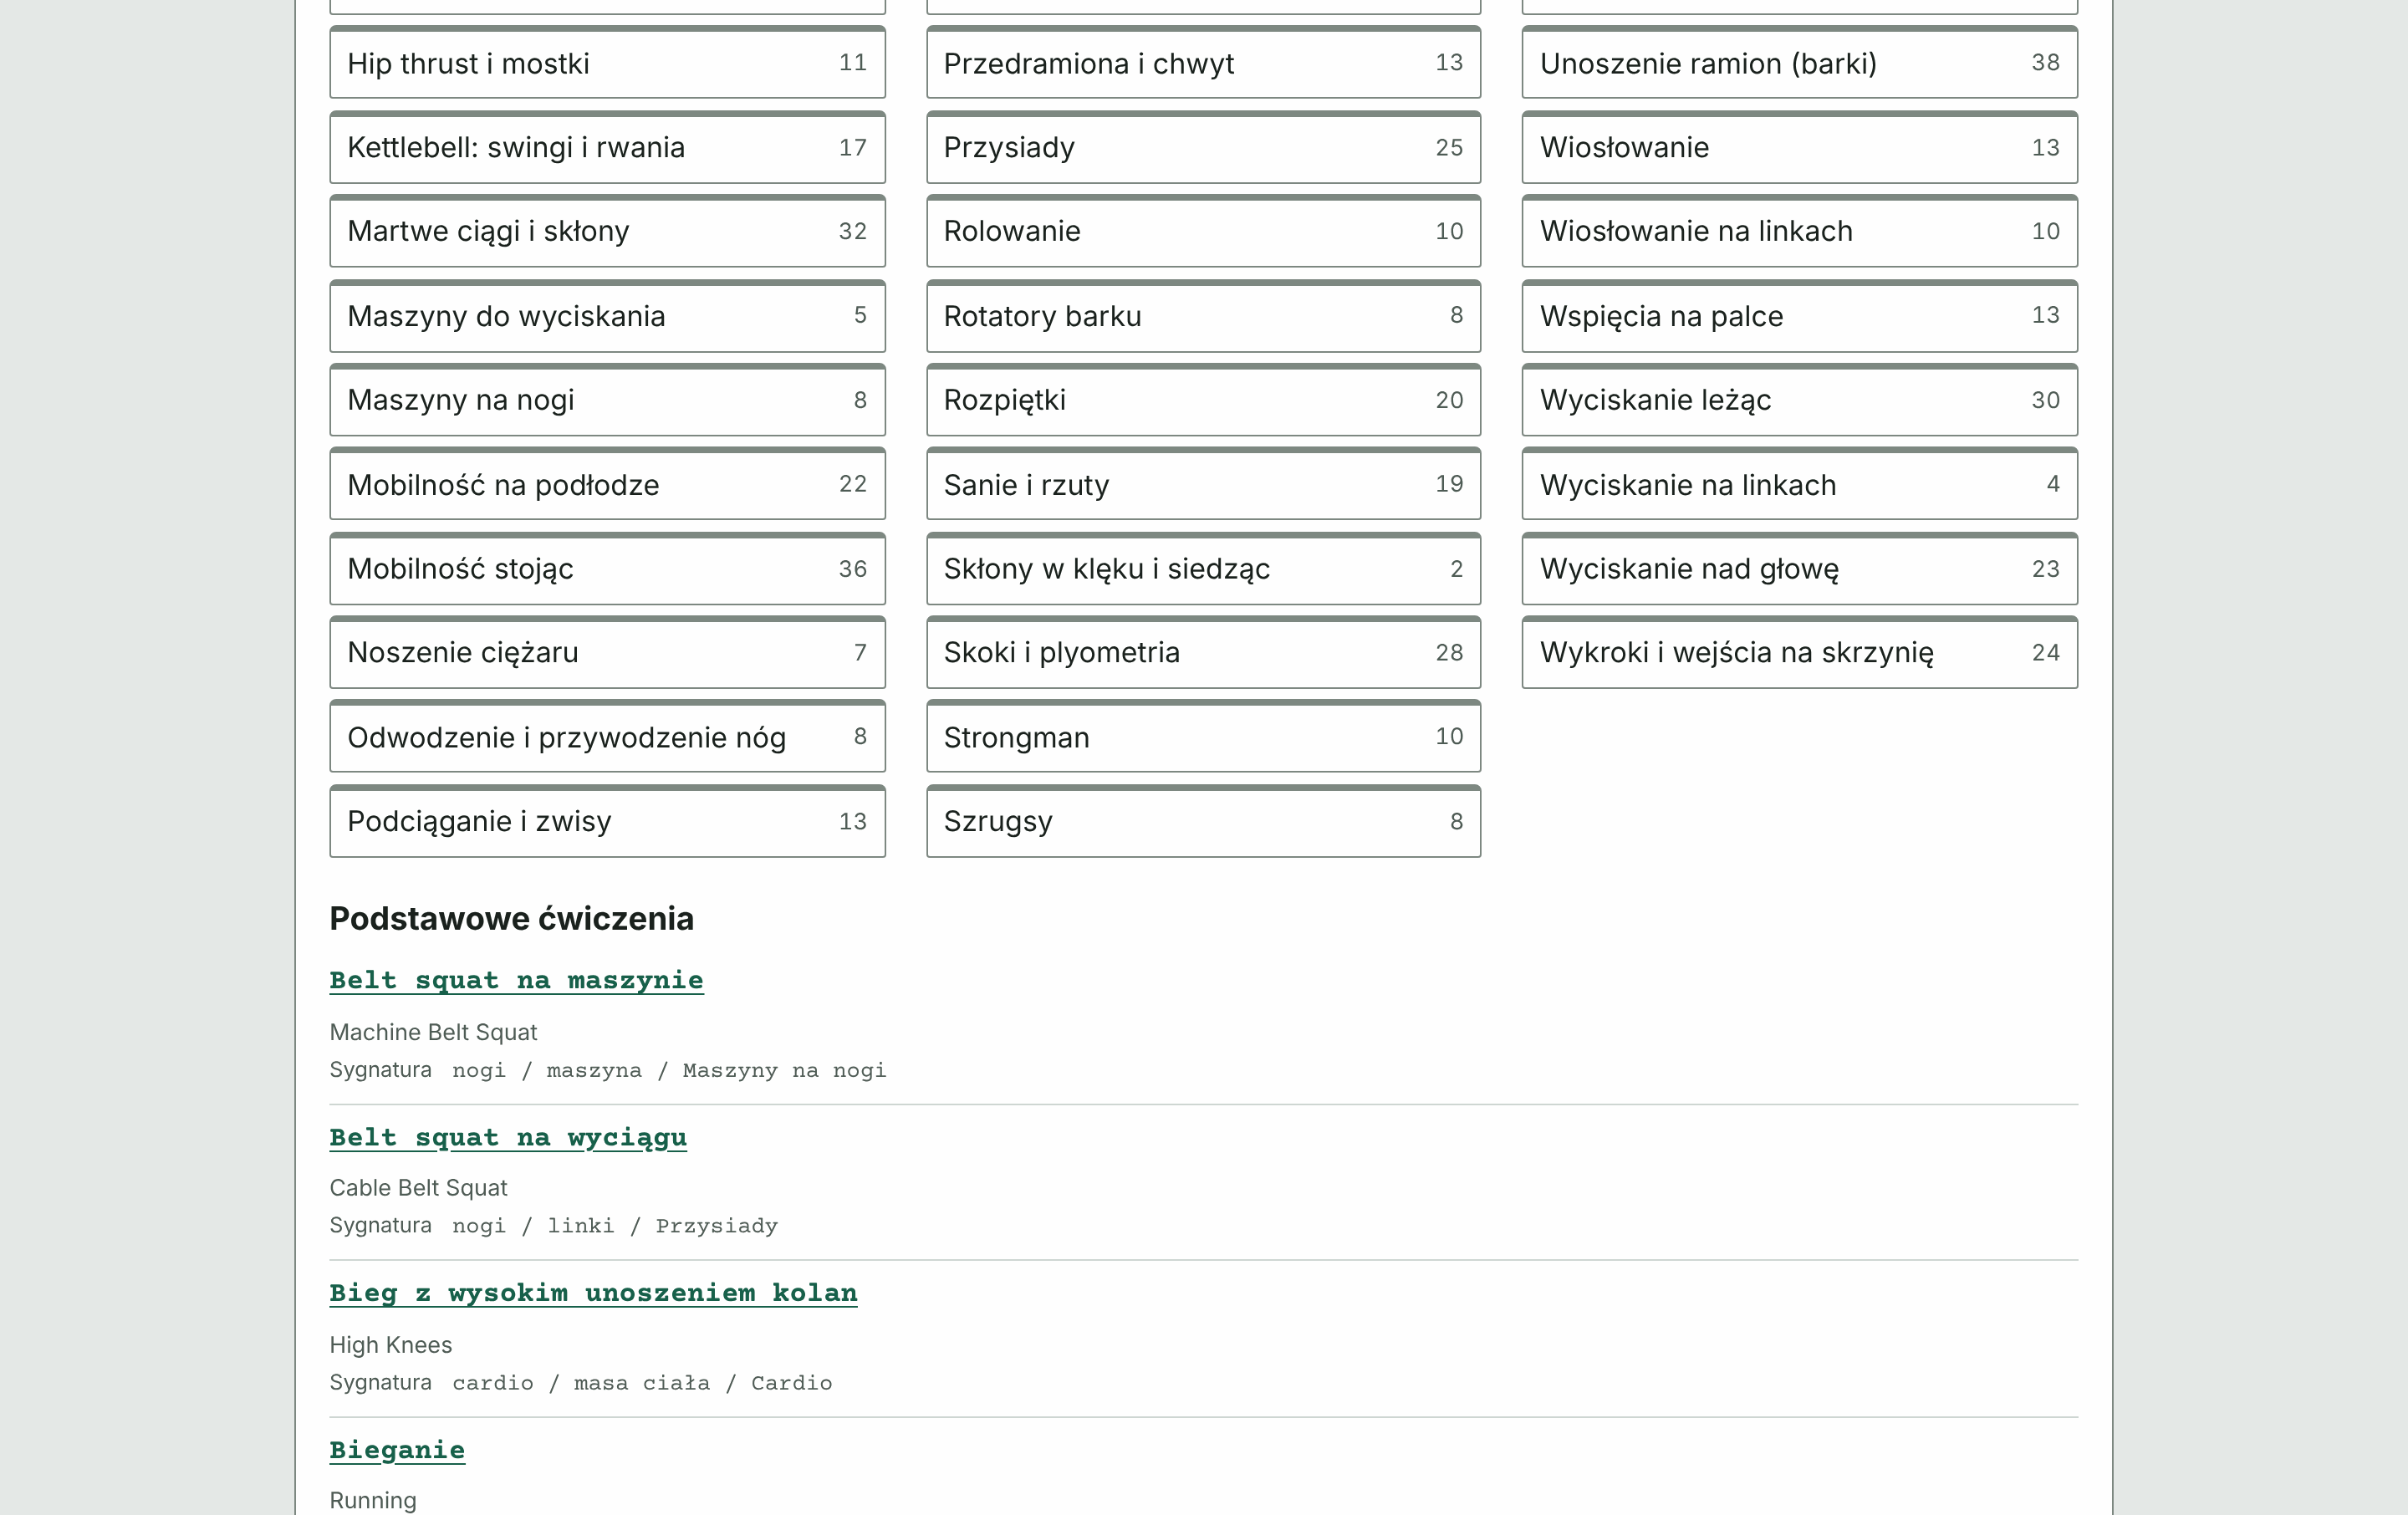 Hip thrust i mostki 11
Kettlebell: swingi i rwania 17
Martwe ciągi i skłony 32
Maszyny do wyciskania 5
Maszyny na nogi 8
Mobilność na podłodze 22
Mobilność stojąc 36
Noszenie ciężaru 7
Odwodzenie i przywodzenie nóg 8
Podciąganie i zwisy 13
Przedramiona i chwyt 13
Przysiady 25
Rolowanie 10
Rotatory barku 8
Rozpiętki 20
Sanie i rzuty 19
Skłony w klęku i siedząc 2
Skoki i plyometria 28
Strongman 10
Szrugsy 8
Unoszenie ramion (barki) 38
Wiosłowanie 13
Wiosłowanie na linkach 10
Wspięcia na palce 13
Wyciskanie leżąc 30
Wyciskanie na linkach 4
Wyciskanie nad głowę 23
Wykroki i wejścia na skrzynię 24
Podstawowe ćwiczenia
Belt squat na maszynie
Machine Belt Squat
Sygnatura nogi / maszyna / Maszyny na nogi
Belt squat na wyciągu
Cable Belt Squat
Sygnatura nogi / linki / Przysiady
Bieg z wysokim unoszeniem kolan
High Knees
Sygnatura cardio / masa ciała / Cardio
Bieganie
Running